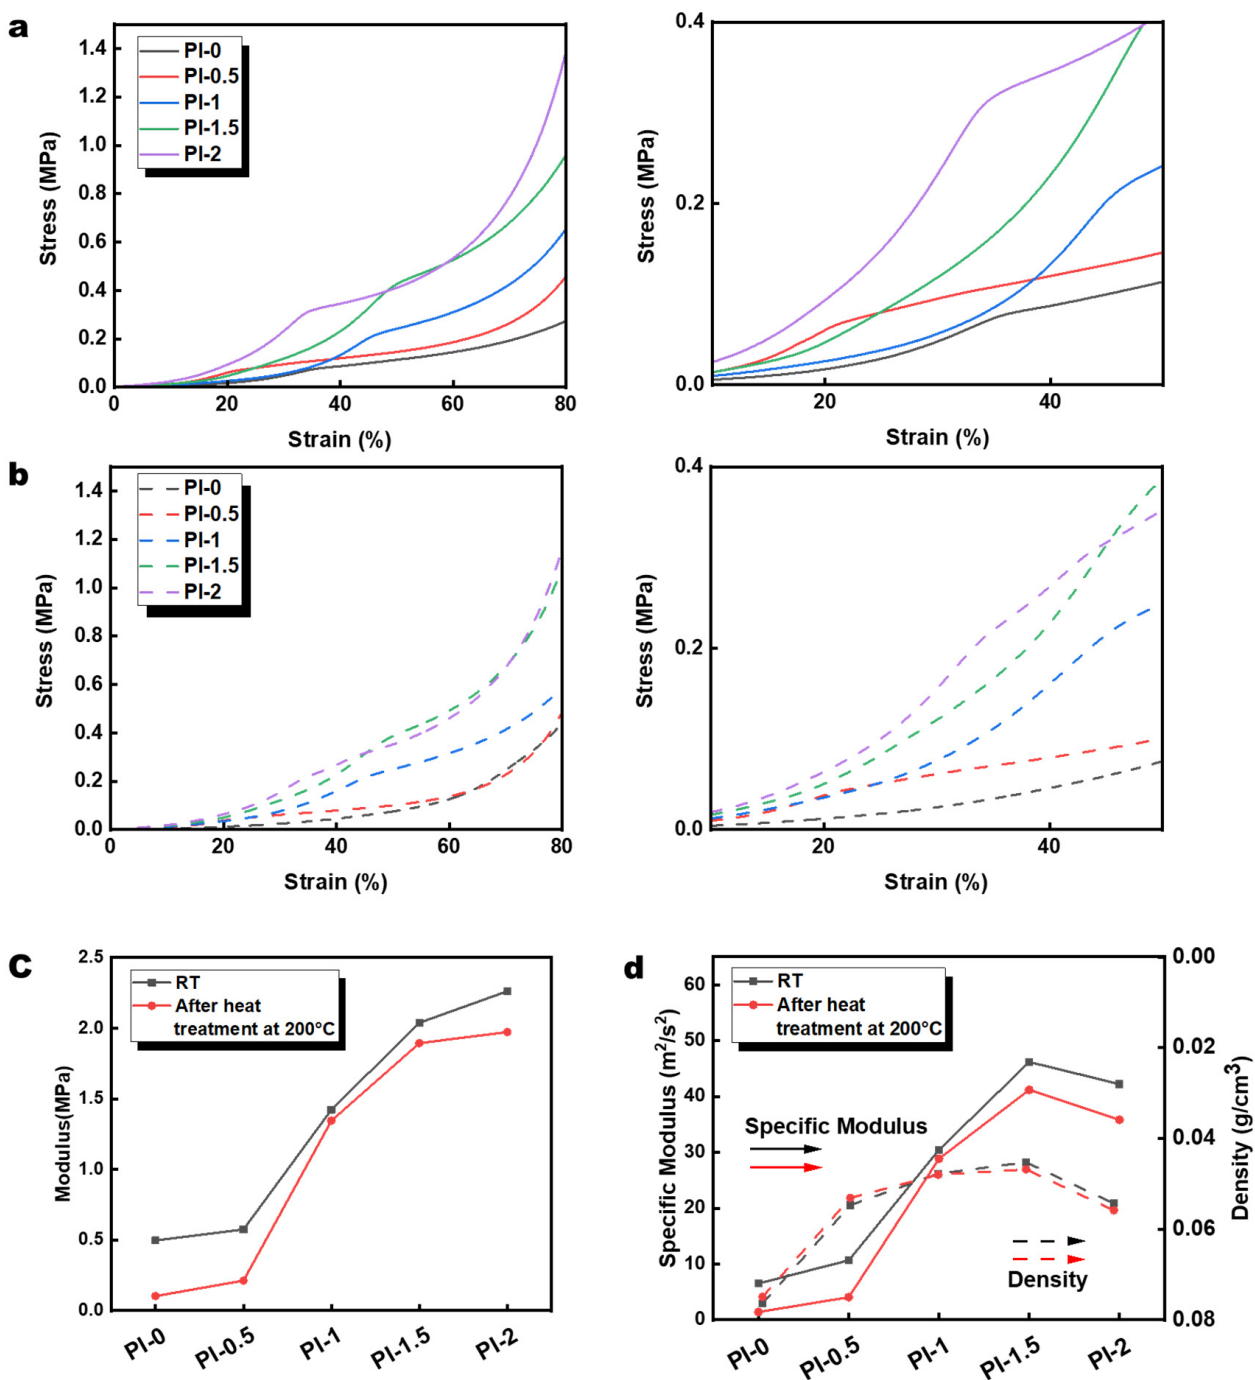 a
PI-0
PI-0.5
PI-1
PI-1.5
PI-2
Stress (MPa)
1.4
1.2
1.0
0.8
0.6
0.4
0.2
0.0
0 20 40 60 80
Strain (%)
Stress (MPa)
0.4
0.2
0.0
20 40
Strain (%)
b
PI-0
PI-0.5
PI-1
PI-1.5
PI-2
Stress (MPa)
1.4
1.2
1.0
0.8
0.6
0.4
0.2
0.0
0 20 40 60 80
Strain (%)
Stress (MPa)
0.4
0.2
0.0
20 40
Strain (%)
C
RT
After heat
treatment at 200°C
Modulus(MPa)
2.5
2.0
1.5
1.0
0.5
0.0
PI-0 PI-0.5 PI-1 PI-1.5 PI-2
d
RT
After heat
treatment at 200°C
Specific Modulus
Density
Specific Modulus (m²/s²)
60
50
40
30
20
10
0
Density (g/cm³)
0.00
0.02
0.04
0.06
0.08
PI-0 PI-0.5 PI-1 PI-1.5 PI-2